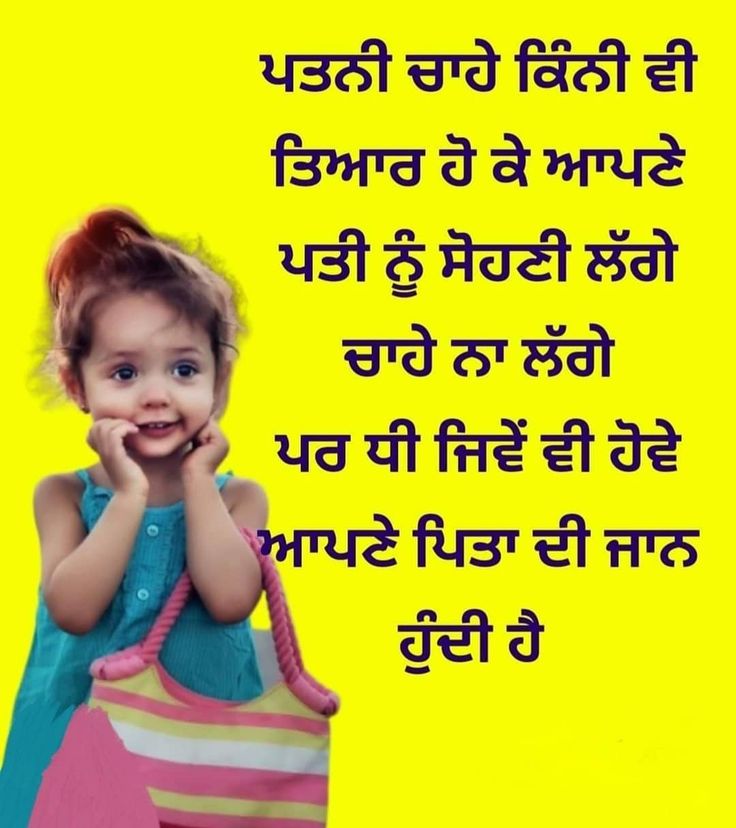 ਪਤਨੀ ਚਾਹੇ ਕਿੰਨੀ ਵੀ
ਤਿਆਰ ਹੋ ਕੇ ਆਪਣੇ
ਪਤੀ ਨੂੰ ਸੋਹਣੀ ਲੱਗੇ
ਚਾਹੇ ਨਾ ਲੱਗੇ
ਪਰ ਧੀ ਜਿਵੇਂ ਵੀ ਹੋਵੇ
ਆਪਣੇ ਪਿਤਾ ਦੀ ਜਾਨ
ਹੁੰਦੀ ਹੈ